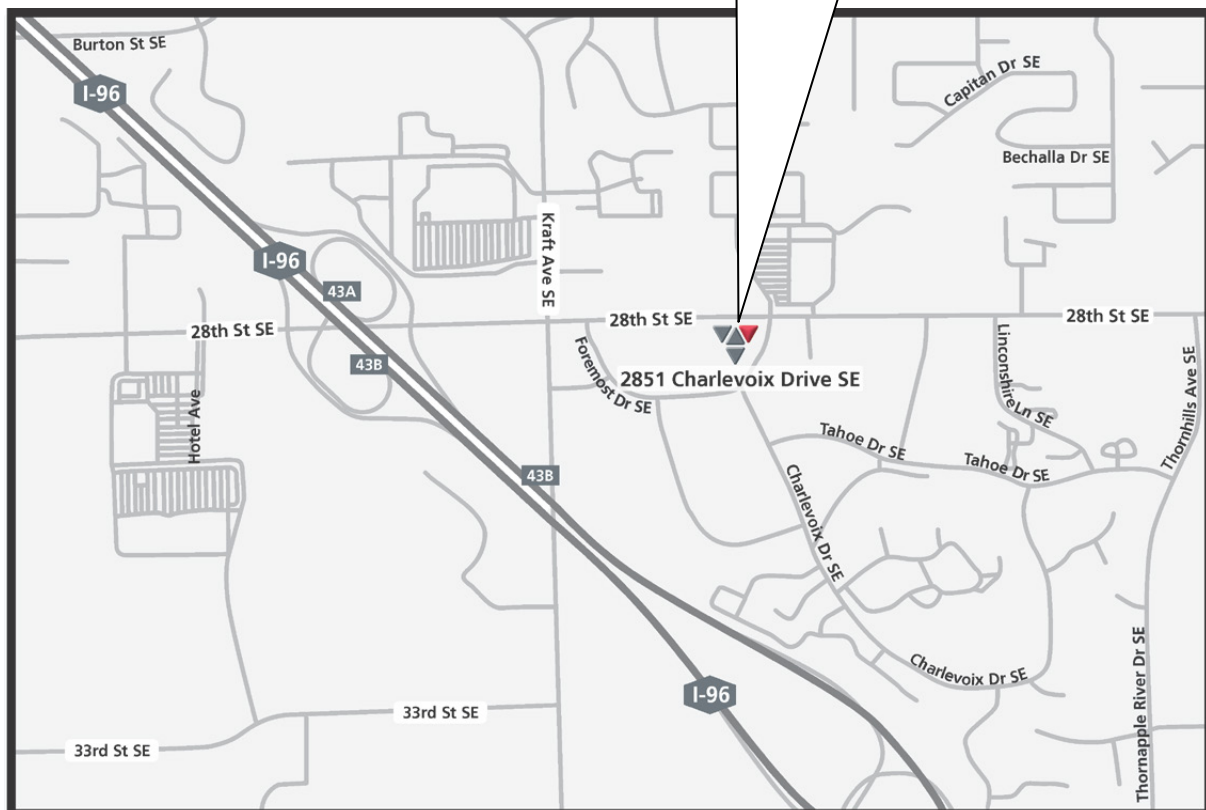 Burton St SE
Capitan Dr SE
I-96
Bechalla Dr SE
Kraft Ave SE
I-96
43A
28th St SE
28th St SE
28th St SE
43B
Foremost Dr SE
2851 Charlevoix Drive SE
Linconshire Ln SE
Thornhills Ave SE
Hotel Ave
Tahoe Dr SE
Tahoe Dr SE
43B
Charlevoix Dr SE
Charlevoix Dr SE
Thornapple River Dr SE
I-96
33rd St SE
33rd St SE